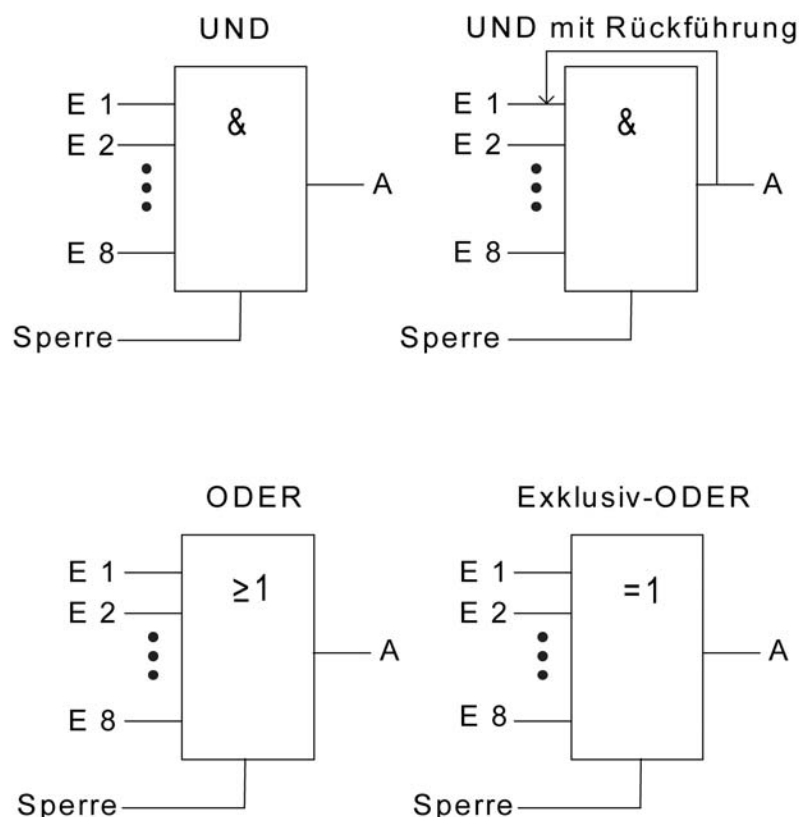 UND
E 1
&
E 2
A
E 8
Sperre
UND mit Rückführung
E 1
&
E 2
A
E 8
Sperre
ODER
E 1
≥1
E 2
A
E 8
Sperre
Exklusiv-ODER
E 1
=1
E 2
A
E 8
Sperre